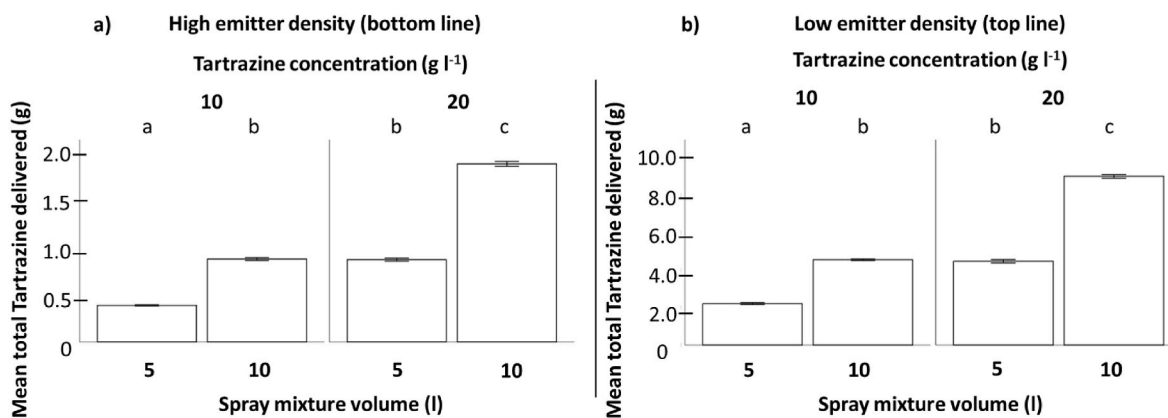 a) High emitter density (bottom line)
Tartrazine concentration (g l-1)
10 20
a b b c
Mean total Tartrazine delivered (g)
2.0
1.5
1.0
0.5
0
5 10 5 10
Spray mixture volume (l)
b) Low emitter density (top line)
Tartrazine concentration (g l-1)
10 20
a b b c
Mean total Tartrazine delivered (g)
10.0
8.0
6.0
4.0
2.0
0
5 10 5 10
Spray mixture volume (l)